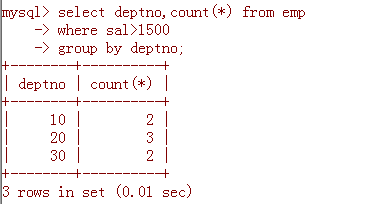 mysql> select deptno,count(*) from emp
    -> where sal>1500
    -> group by deptno;
+--------+----------+
| deptno | count(*) |
+--------+----------+
|     10 |        2 |
|     20 |        3 |
|     30 |        2 |
+--------+----------+
3 rows in set (0.01 sec)